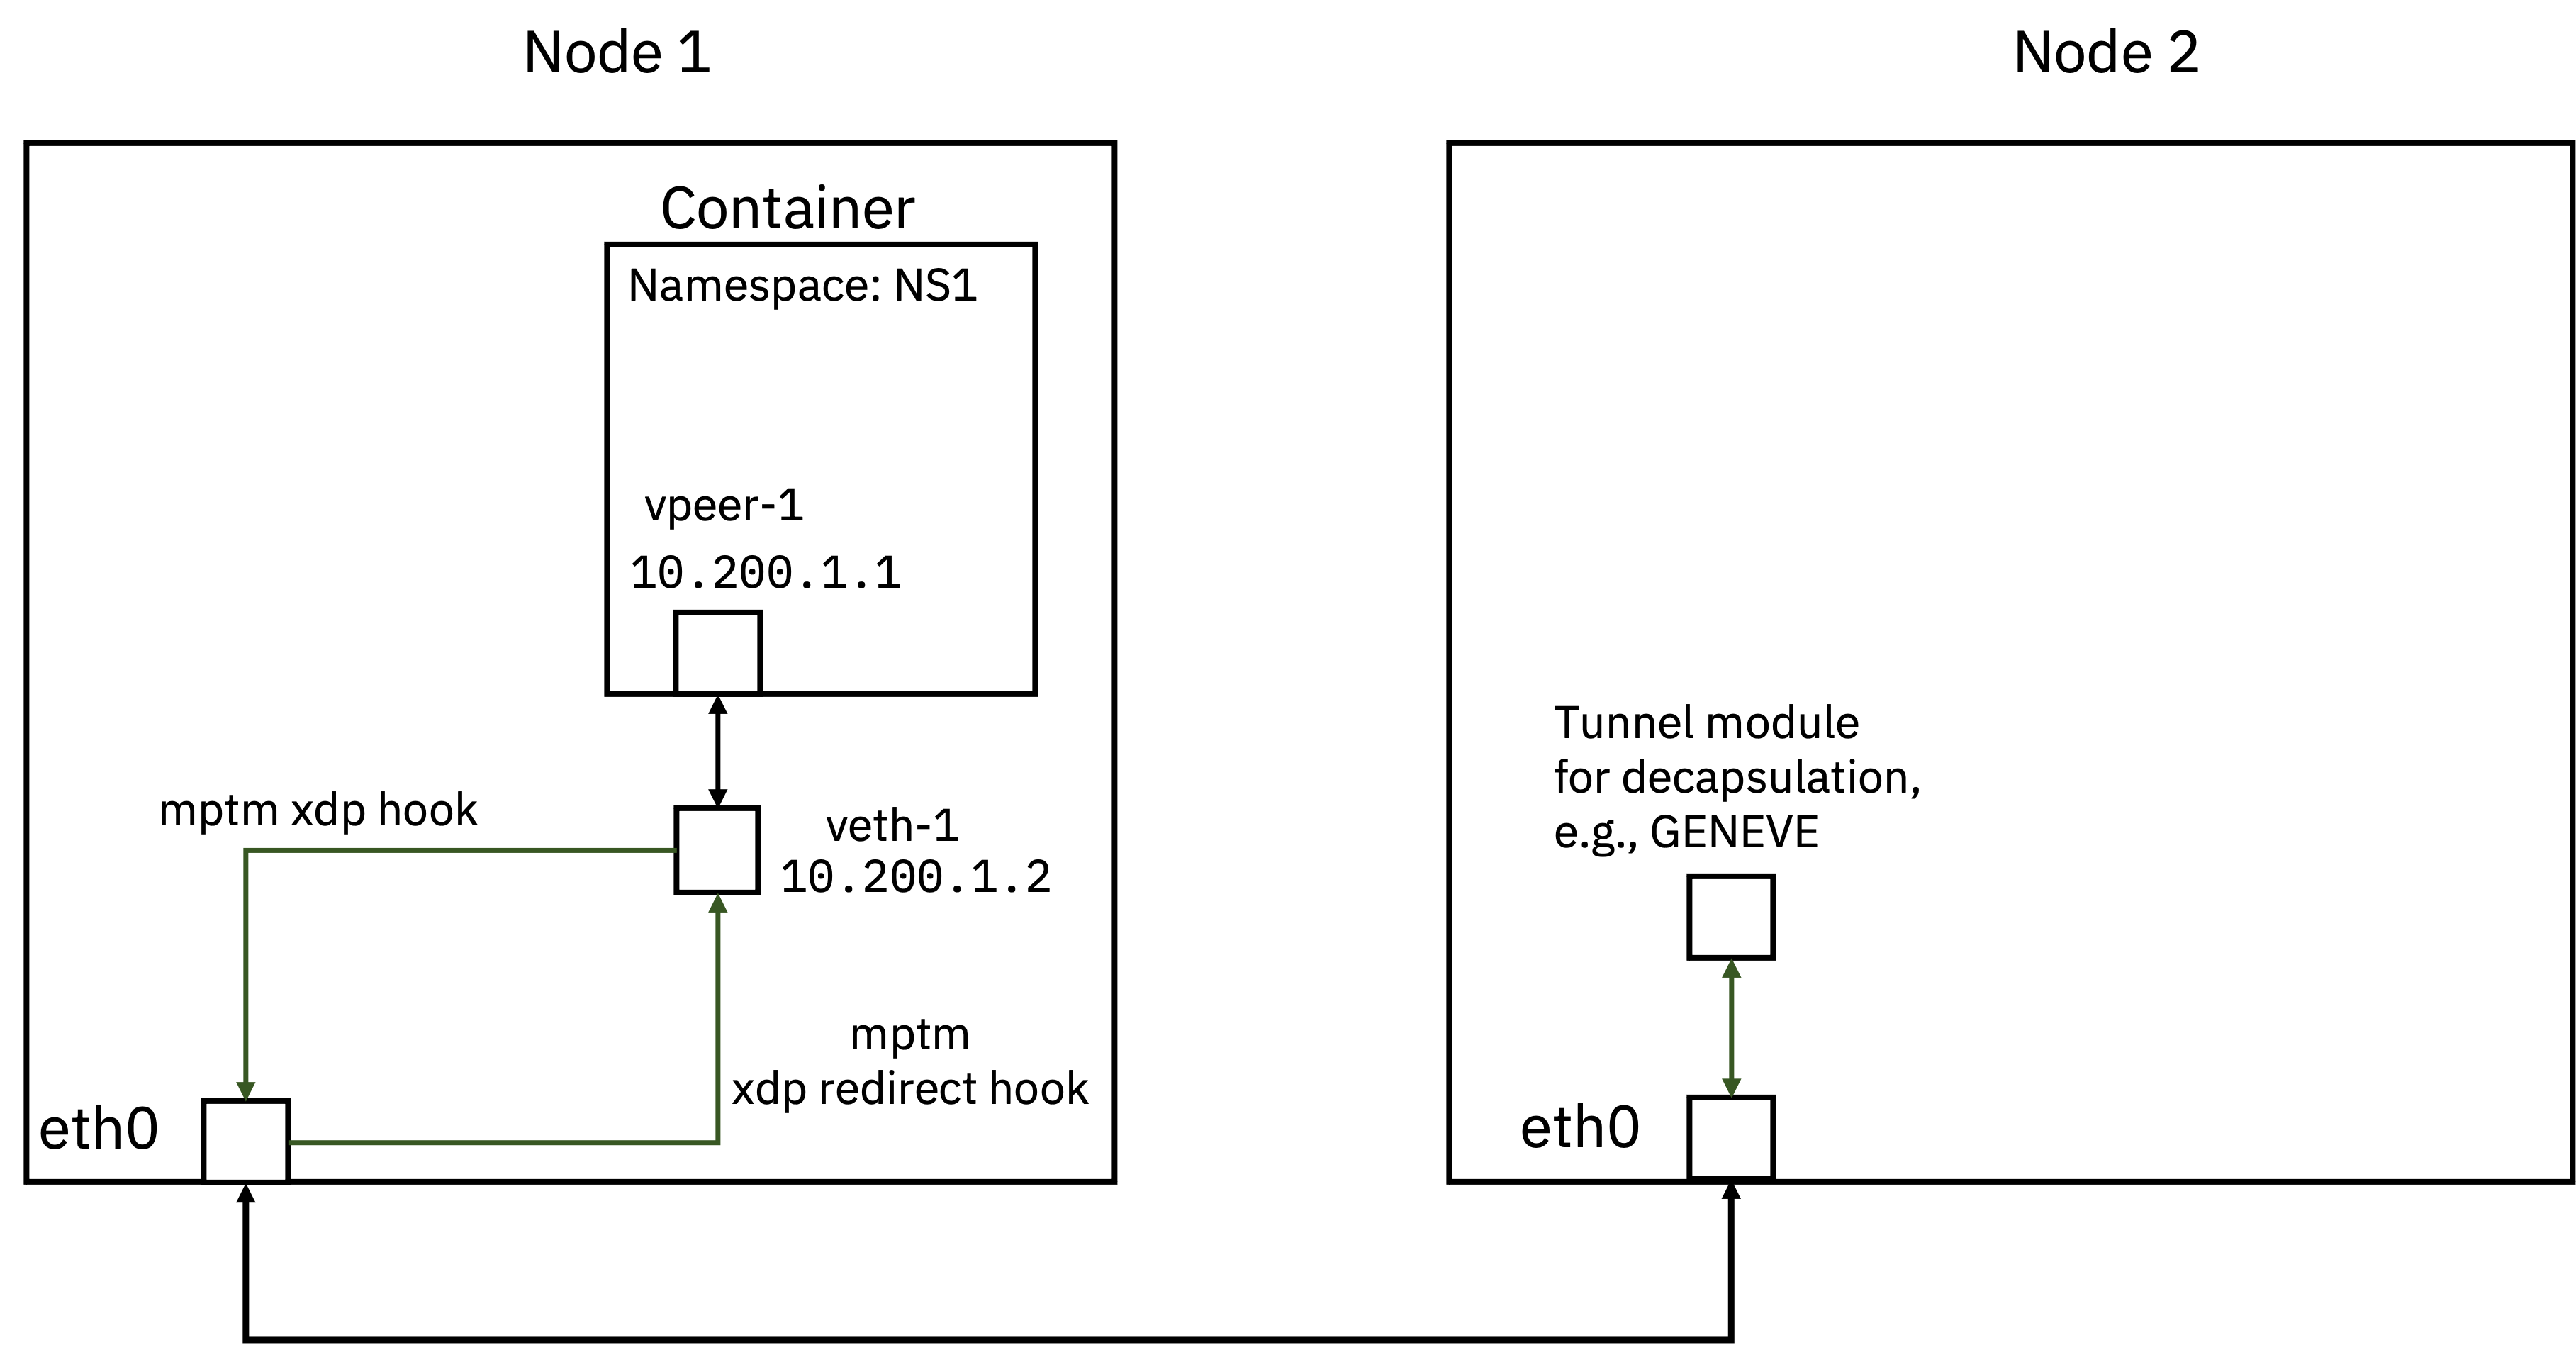 Node 1
Node 2
Container
Namespace: NS1
vpeer-1
10.200.1.1
mptm xdp hook
veth-1
10.200.1.2
mptm
xdp redirect hook
eth0
Tunnel module
for decapsulation,
e.g., GENEVE
eth0